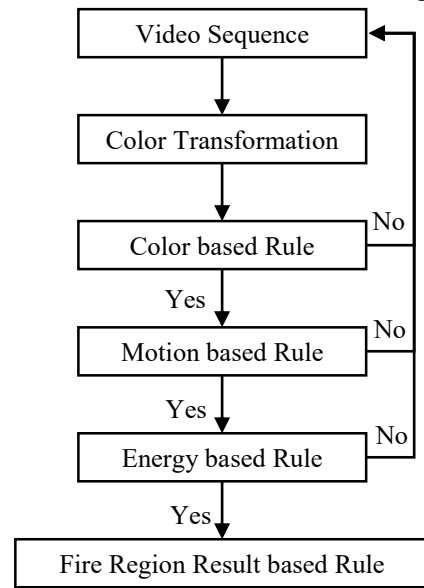 Video Sequence
Color Transformation
No
Color based Rule
Yes
No
Motion based Rule
Yes
No
Energy based Rule
Yes
Fire Region Result based Rule